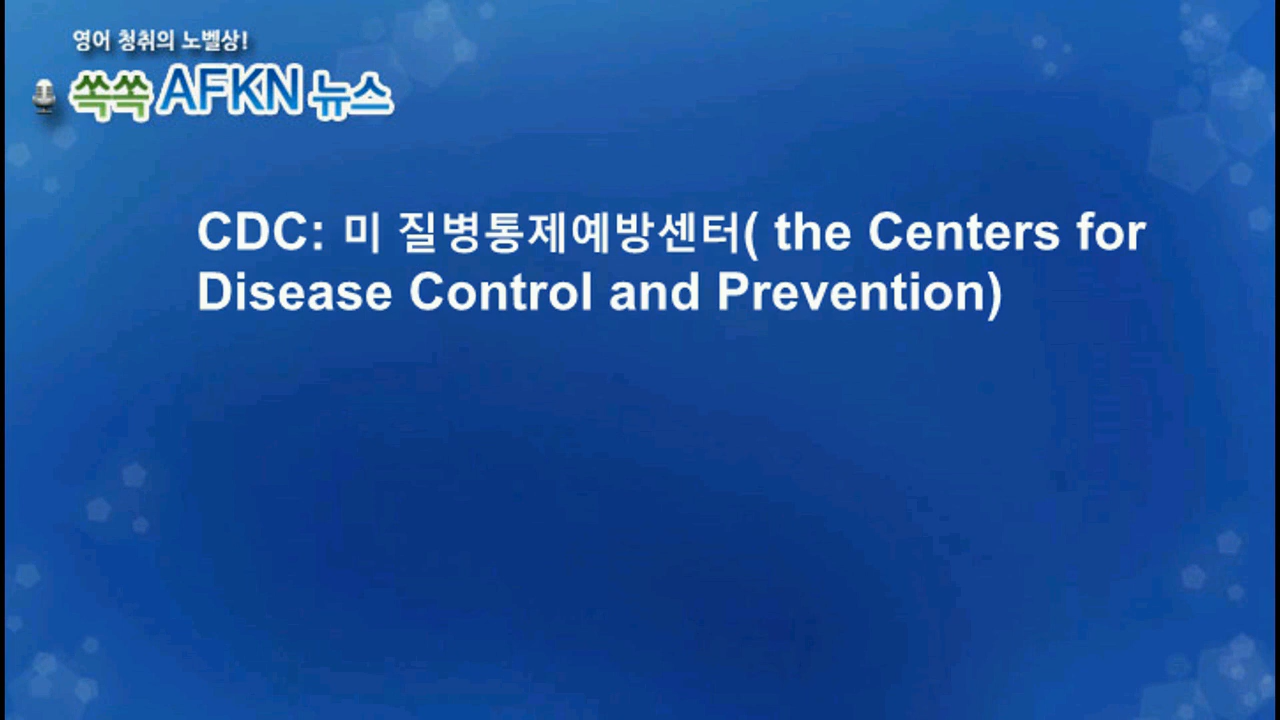 영어 청취의 노벨상!
쏙쏙 AFKN 뉴스
CDC: 미 질병통제예방센터( the Centers for
Disease Control and Prevention)